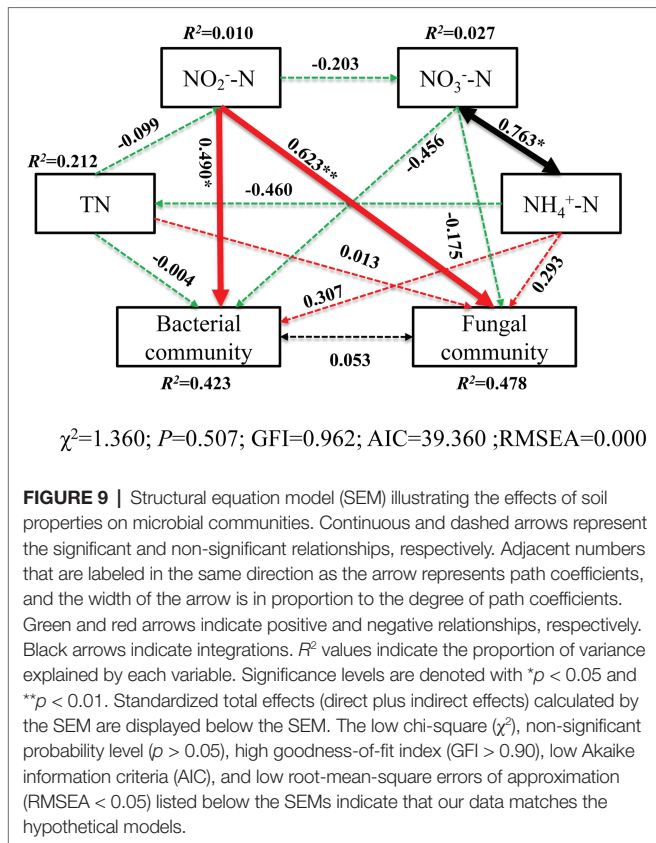 R²=0.010
R²=0.027
NO₂⁻-N
-0.203
NO₃⁻-N
-0.099
0.490*
0.623**
-0.456
0.763*
R²=0.212
TN
-0.460
NH₄⁺-N
-0.004
0.013
-0.175
0.307
0.293
Bacterial
community
0.053
Fungal
community
R²=0.423
R²=0.478
χ²=1.360; P=0.507; GFI=0.962; AIC=39.360 ;RMSEA=0.000
FIGURE 9 | Structural equation model (SEM) illustrating the effects of soil
properties on microbial communities. Continuous and dashed arrows represent
the significant and non-significant relationships, respectively. Adjacent numbers
that are labeled in the same direction as the arrow represents path coefficients,
and the width of the arrow is in proportion to the degree of path coefficients.
Green and red arrows indicate positive and negative relationships, respectively.
Black arrows indicate integrations. R² values indicate the proportion of variance
explained by each variable. Significance levels are denoted with *p < 0.05 and
**p < 0.01. Standardized total effects (direct plus indirect effects) calculated by
the SEM are displayed below the SEM. The low chi-square (χ²), non-significant
probability level (p > 0.05), high goodness-of-fit index (GFI > 0.90), low Akaike
information criteria (AIC), and low root-mean-square errors of approximation
(RMSEA < 0.05) listed below the SEMs indicate that our data matches the
hypothetical models.